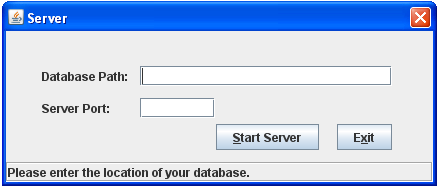 Server
Database Path:
Server Port:
Start Server Exit
Please enter the location of your database.